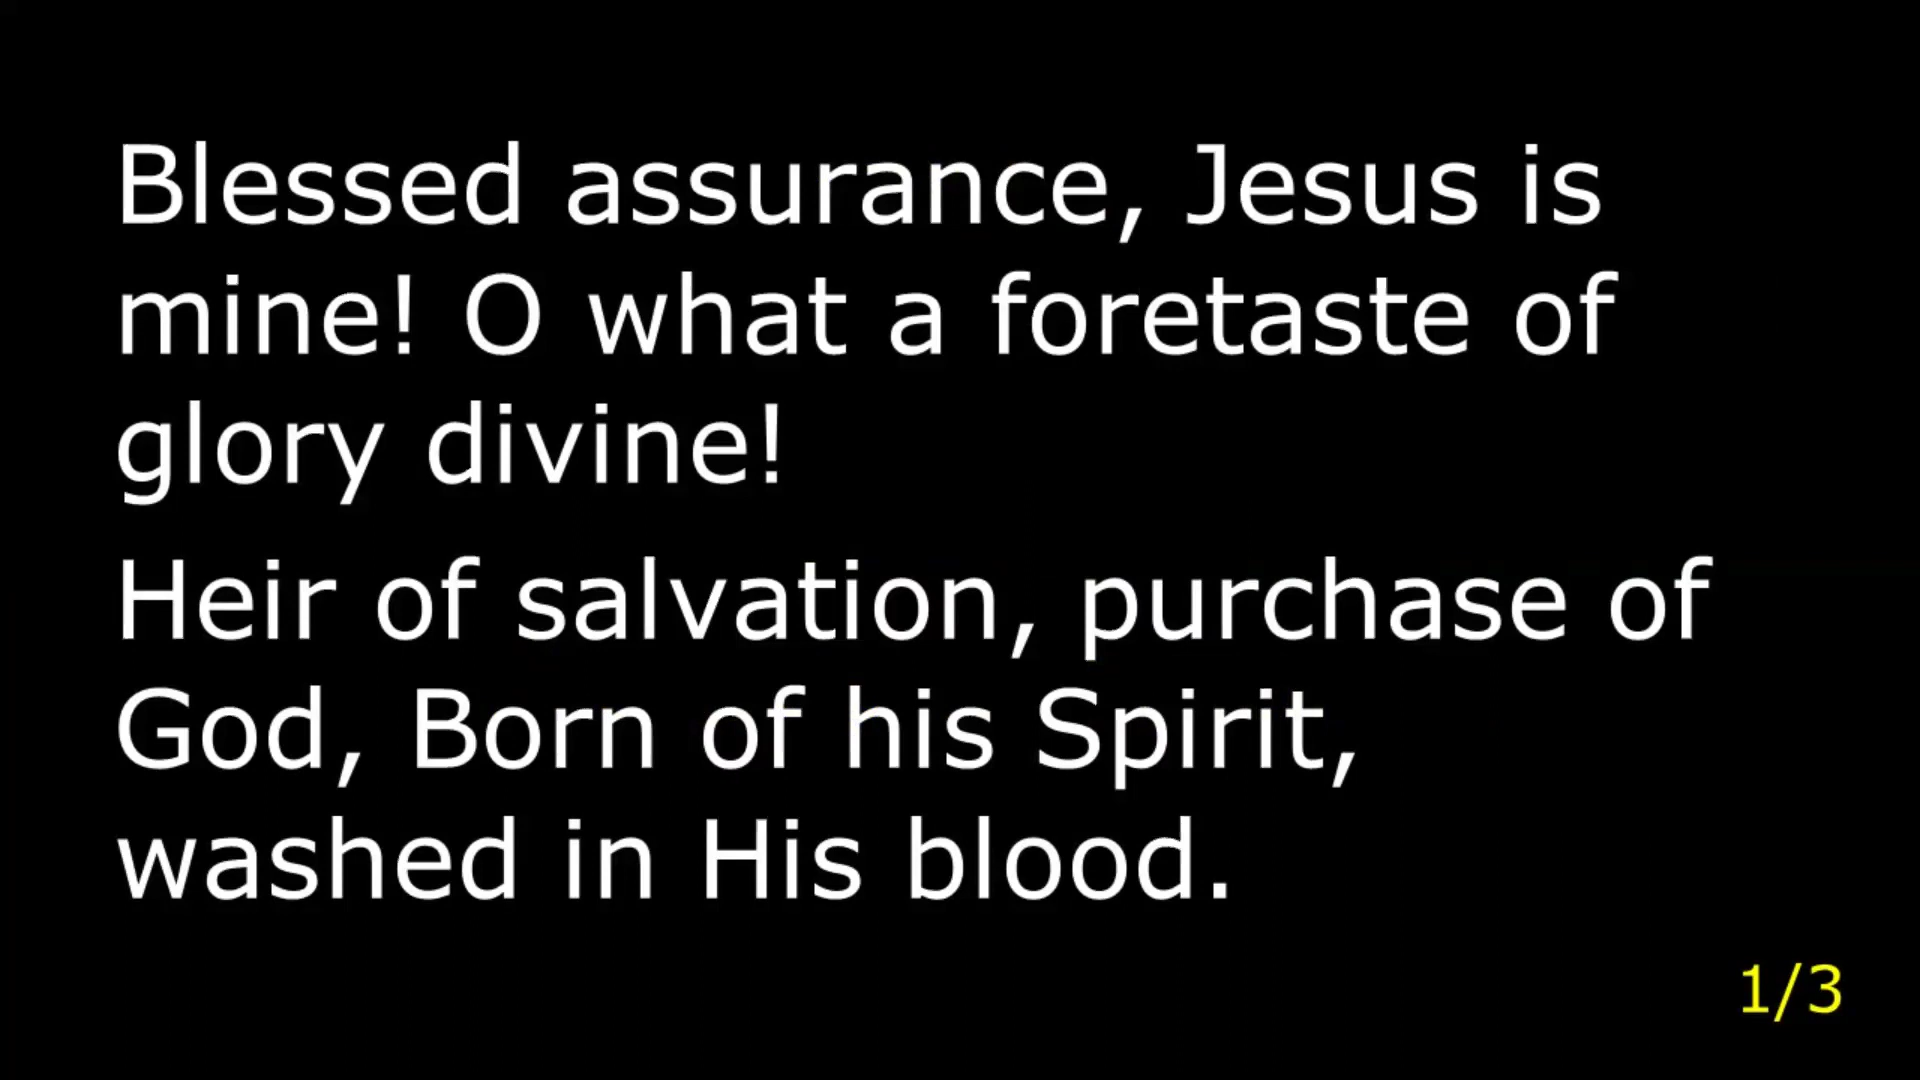 Blessed assurance, Jesus is
mine! O what a foretaste of
glory divine!
Heir of salvation, purchase of
God, Born of his Spirit,
washed in His blood.
1/3